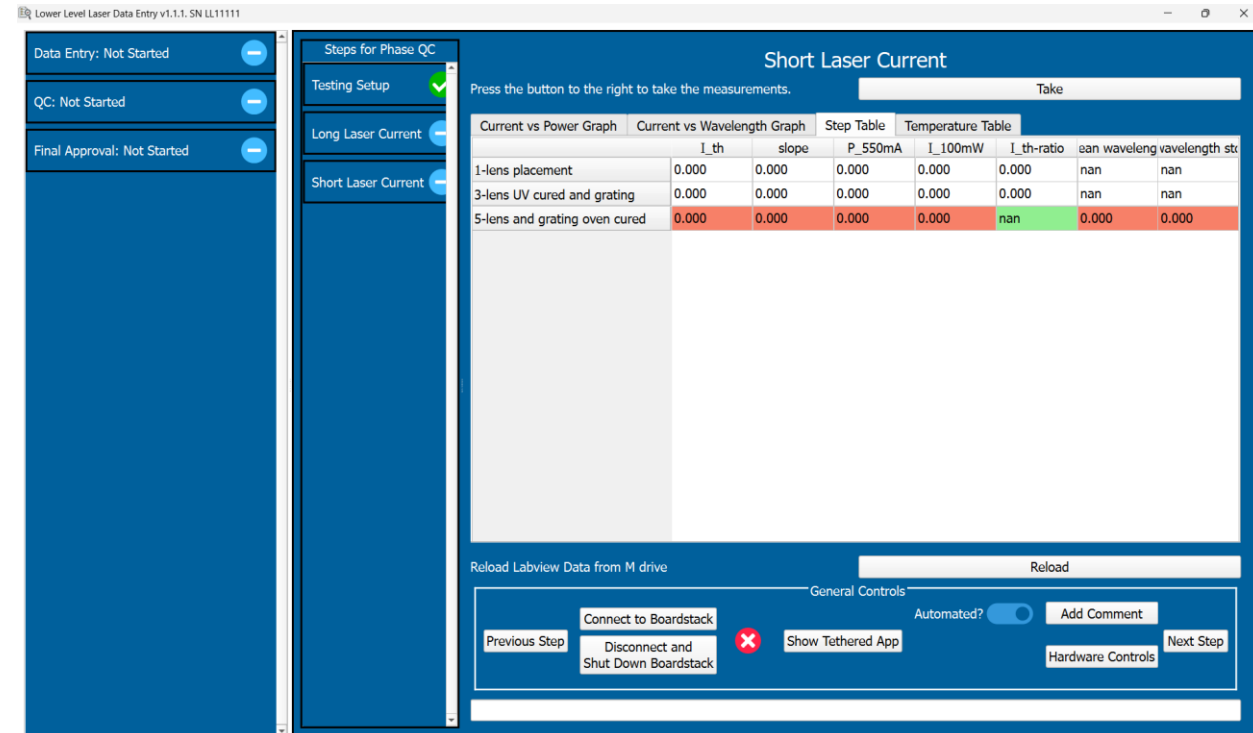 Lower Level Laser Data Entry v1.1.1. SN LL11111
Data Entry: Not Started
QC: Not Started
Final Approval: Not Started
Steps for Phase QC
Testing Setup
Long Laser Current
Short Laser Current
Short Laser Current
Press the button to the right to take the measurements.
Take
Current vs Power Graph Current vs Wavelength Graph Step Table Temperature Table
I_th slope P_550mA I_100mW I_th-ratio ean waveleng vavelength stc
1-lens placement 0.000 0.000 0.000 0.000 0.000 nan nan
3-lens UV cured and grating 0.000 0.000 0.000 0.000 0.000 nan nan
5-lens and grating oven cured 0.000 0.000 0.000 0.000 nan 0.000 0.000
Reload Labview Data from M drive
Reload
General Controls
Previous Step
Connect to Boardstack
Disconnect and
Shut Down Boardstack
Show Tethered App
Automated?
Add Comment
Hardware Controls
Next Step